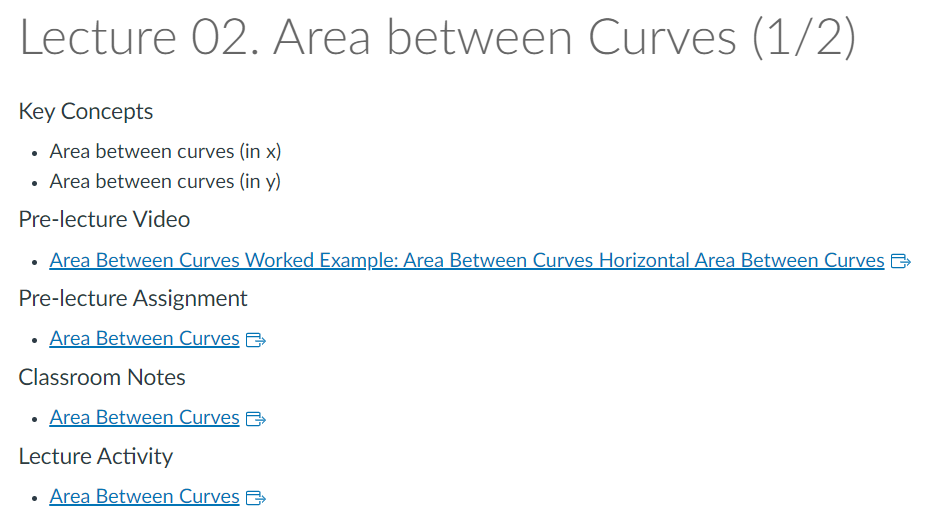 Lecture 02. Area between Curves (1/2)
Key Concepts
Area between curves (in x)
Area between curves (in y)
Pre-lecture Video
Area Between Curves Worked Example: Area Between Curves Horizontal Area Between Curves
Pre-lecture Assignment
Area Between Curves
Classroom Notes
Area Between Curves
Lecture Activity
Area Between Curves